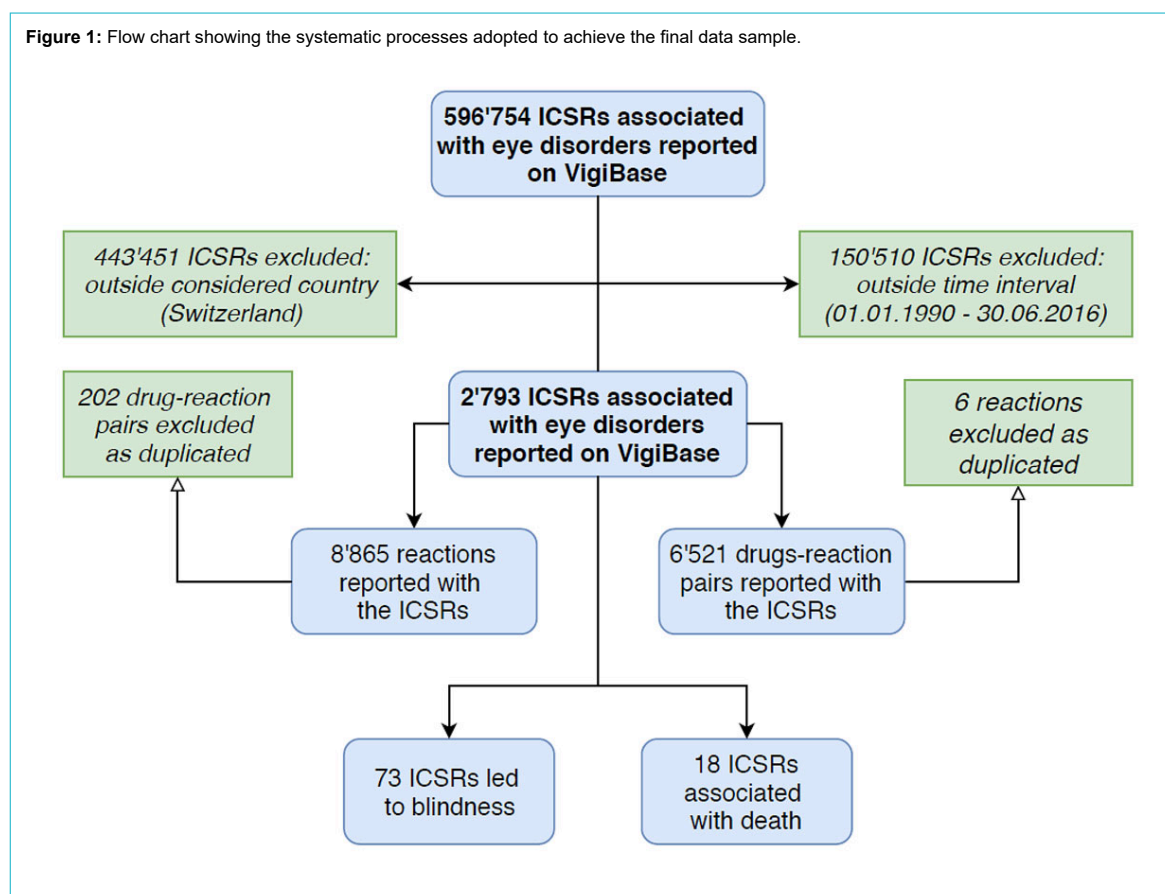 Figure 1: Flow chart showing the systematic processes adopted to achieve the final data sample.
596'754 ICSRs associated
with eye disorders reported
on VigiBase
443'451 ICSRs excluded:
outside considered country
(Switzerland)
150'510 ICSRs excluded:
outside time interval
(01.01.1990 - 30.06.2016)
202 drug-reaction
pairs excluded
as duplicated
2'793 ICSRs associated
with eye disorders
reported on VigiBase
6 reactions
excluded as
duplicated
8'865 reactions
reported with
the ICSRs
6'521 drugs-reaction
pairs reported with
the ICSRs
73 ICSRs led
to blindness
18 ICSRs
associated
with death